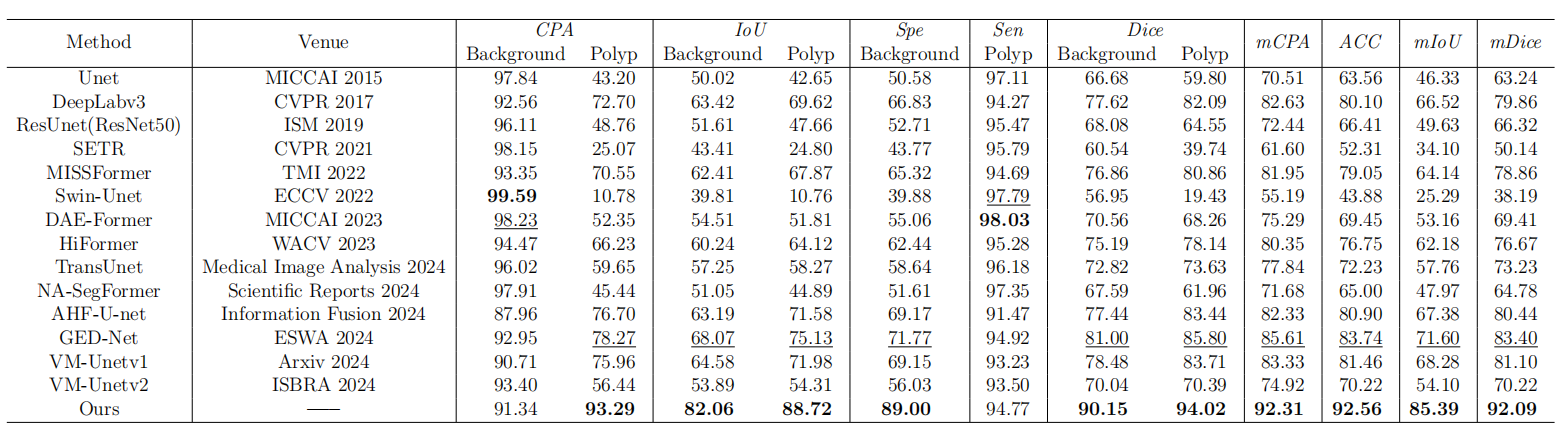 Method Venue CPA IoU Spe Sen Dice mCPA ACC mIoU mDice
Background Polyp Background Polyp Background Polyp Background Polyp
Unet MICCAI 2015 97.84 43.20 50.02 42.65 50.58 97.11 66.68 59.80 70.51 63.56 46.33 63.24
DeepLabv3 CVPR 2017 92.56 72.70 63.42 69.62 66.83 94.27 77.62 82.09 82.63 80.10 66.52 79.86
ResUnet(ResNet50) ISM 2019 96.11 48.76 51.61 47.66 52.71 95.47 68.08 64.55 72.44 66.41 49.63 66.32
SETR CVPR 2021 98.15 25.07 43.41 24.80 43.77 95.79 60.54 39.74 61.60 52.31 34.10 50.14
MISSFormer TMI 2022 93.35 70.55 62.41 67.87 65.32 94.69 76.86 80.86 81.95 79.05 64.14 78.86
Swin-Unet ECCV 2022 99.59 10.78 39.81 10.76 39.88 97.79 56.95 19.43 55.19 43.88 25.29 38.19
DAE-Former MICCAI 2023 98.23 52.35 54.51 51.81 55.06 98.03 70.56 68.26 75.29 69.45 53.16 69.41
HiFormer WACV 2023 94.47 66.23 60.24 64.12 62.44 95.28 75.19 78.14 80.35 76.75 62.18 76.67
TransUnet Medical Image Analysis 2024 96.02 59.65 57.25 58.27 58.64 96.18 72.82 73.63 77.84 72.23 57.76 73.23
NA-SegFormer Scientific Reports 2024 97.91 45.44 51.05 44.89 51.61 97.35 67.59 61.96 71.68 65.00 47.97 64.78
AHF-U-net Information Fusion 2024 87.96 76.70 63.19 71.58 69.17 91.47 77.44 83.44 82.33 80.90 67.38 80.44
GED-Net ESWA 2024 92.95 78.27 68.07 75.13 71.77 94.92 81.00 85.80 85.61 83.74 71.60 83.40
VM-Unetv1 Arxiv 2024 90.71 75.96 64.58 71.98 69.15 93.23 78.48 83.71 83.33 81.46 68.28 81.10
VM-Unetv2 ISBRA 2024 93.40 56.44 53.89 54.31 56.03 93.50 70.04 70.39 74.92 70.22 54.10 70.22
Ours —— 91.34 93.29 82.06 88.72 89.00 94.77 90.15 94.02 92.31 92.56 85.39 92.09